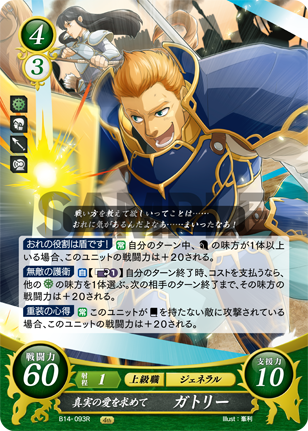 4
3
SAMPLE
戦い方を教えて欲しいってことは……
おれに気があるんだよなあ……まいったなあ!
おれの役割は盾です! 常 自分のターン中、の味方が1体以上
いる場合、このユニットの戦闘力は+20される。
無敵の護衛 自【1】自分のターン終了時、コストを支払うなら、
他の の味方を1体選ぶ。次の相手のターン終了まで、その味方の
戦闘力は+20される。
重装の心得 常 このユニットが を持たない敵に攻撃されている
場合、このユニットの戦闘力は+20される。
戦闘力
60
射程
1
上級職
ジェネラル
支援力
10
B14-093R
真実の愛を求めて
ガトリー